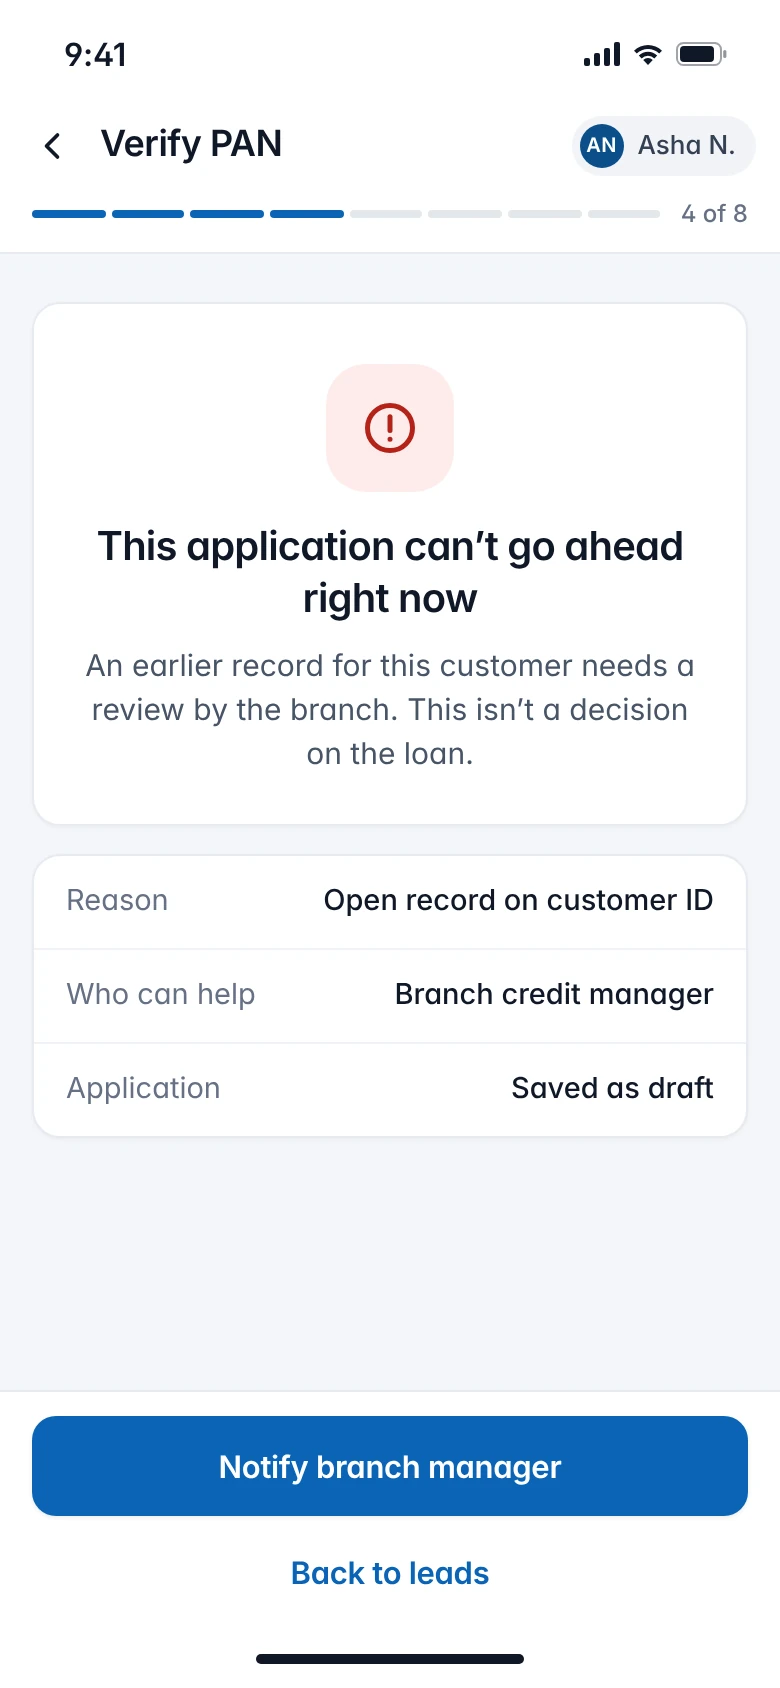 9:41
Verify PAN
AN Asha N.
4 of 8
This application can’t go ahead
right now
An earlier record for this customer needs a
review by the branch. This isn’t a decision
on the loan.
Reason Open record on customer ID
Who can help Branch credit manager
Application Saved as draft
Notify branch manager
Back to leads